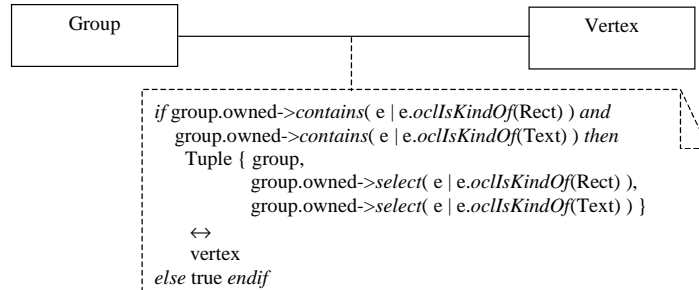 Group
Vertex
if group.owned->contains( e | e.oclIsKindOf(Rect) ) and
group.owned->contains( e | e.oclIsKindOf(Text) ) then
Tuple { group,
group.owned->select( e | e.oclIsKindOf(Rect) ),
group.owned->select( e | e.oclIsKindOf(Text) ) }
↔
vertex
else true endif